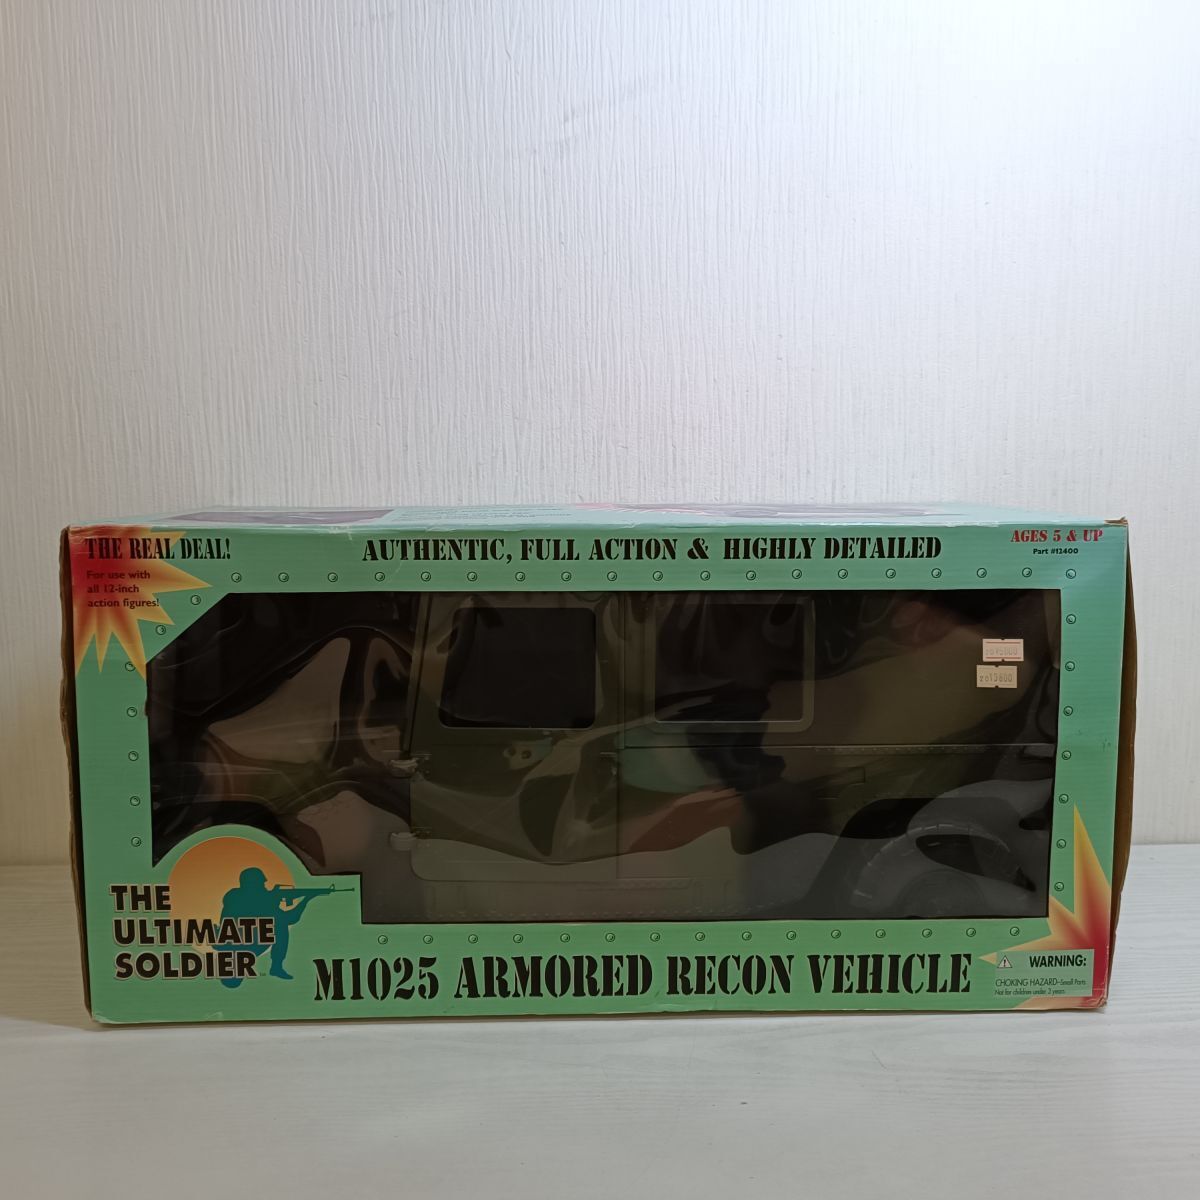 THE REAL DEAL!
For use with
all 12-inch
action figures!
AUTHENTIC, FULL ACTION & HIGHLY DETAILED
AGES 5 & UP
Part #12400
THE
ULTIMATE
SOLDIER™
M1025 ARMORED RECON VEHICLE
WARNING:
CHOKING HAZARD-Small Parts
Not for children under 3 years